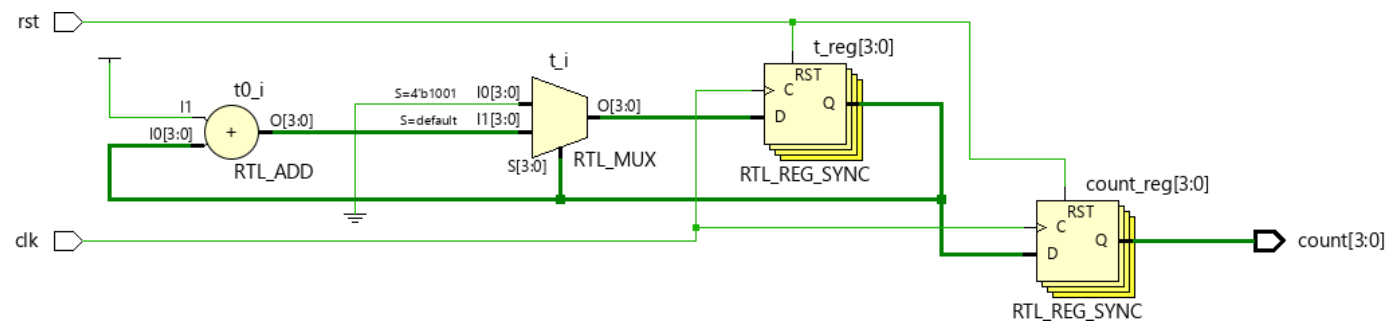 rst
t_reg[3:0]
t_i
RST
C
Q
D
RTL_REG_SYNC
t0_i
I1
I0[3:0]
+
O[3:0]
RTL_ADD
S=4'b1001
I0[3:0]
S=default
I1[3:0]
O[3:0]
S[3:0]
RTL_MUX
count_reg[3:0]
RST
C
Q
D
RTL_REG_SYNC
clk
count[3:0]